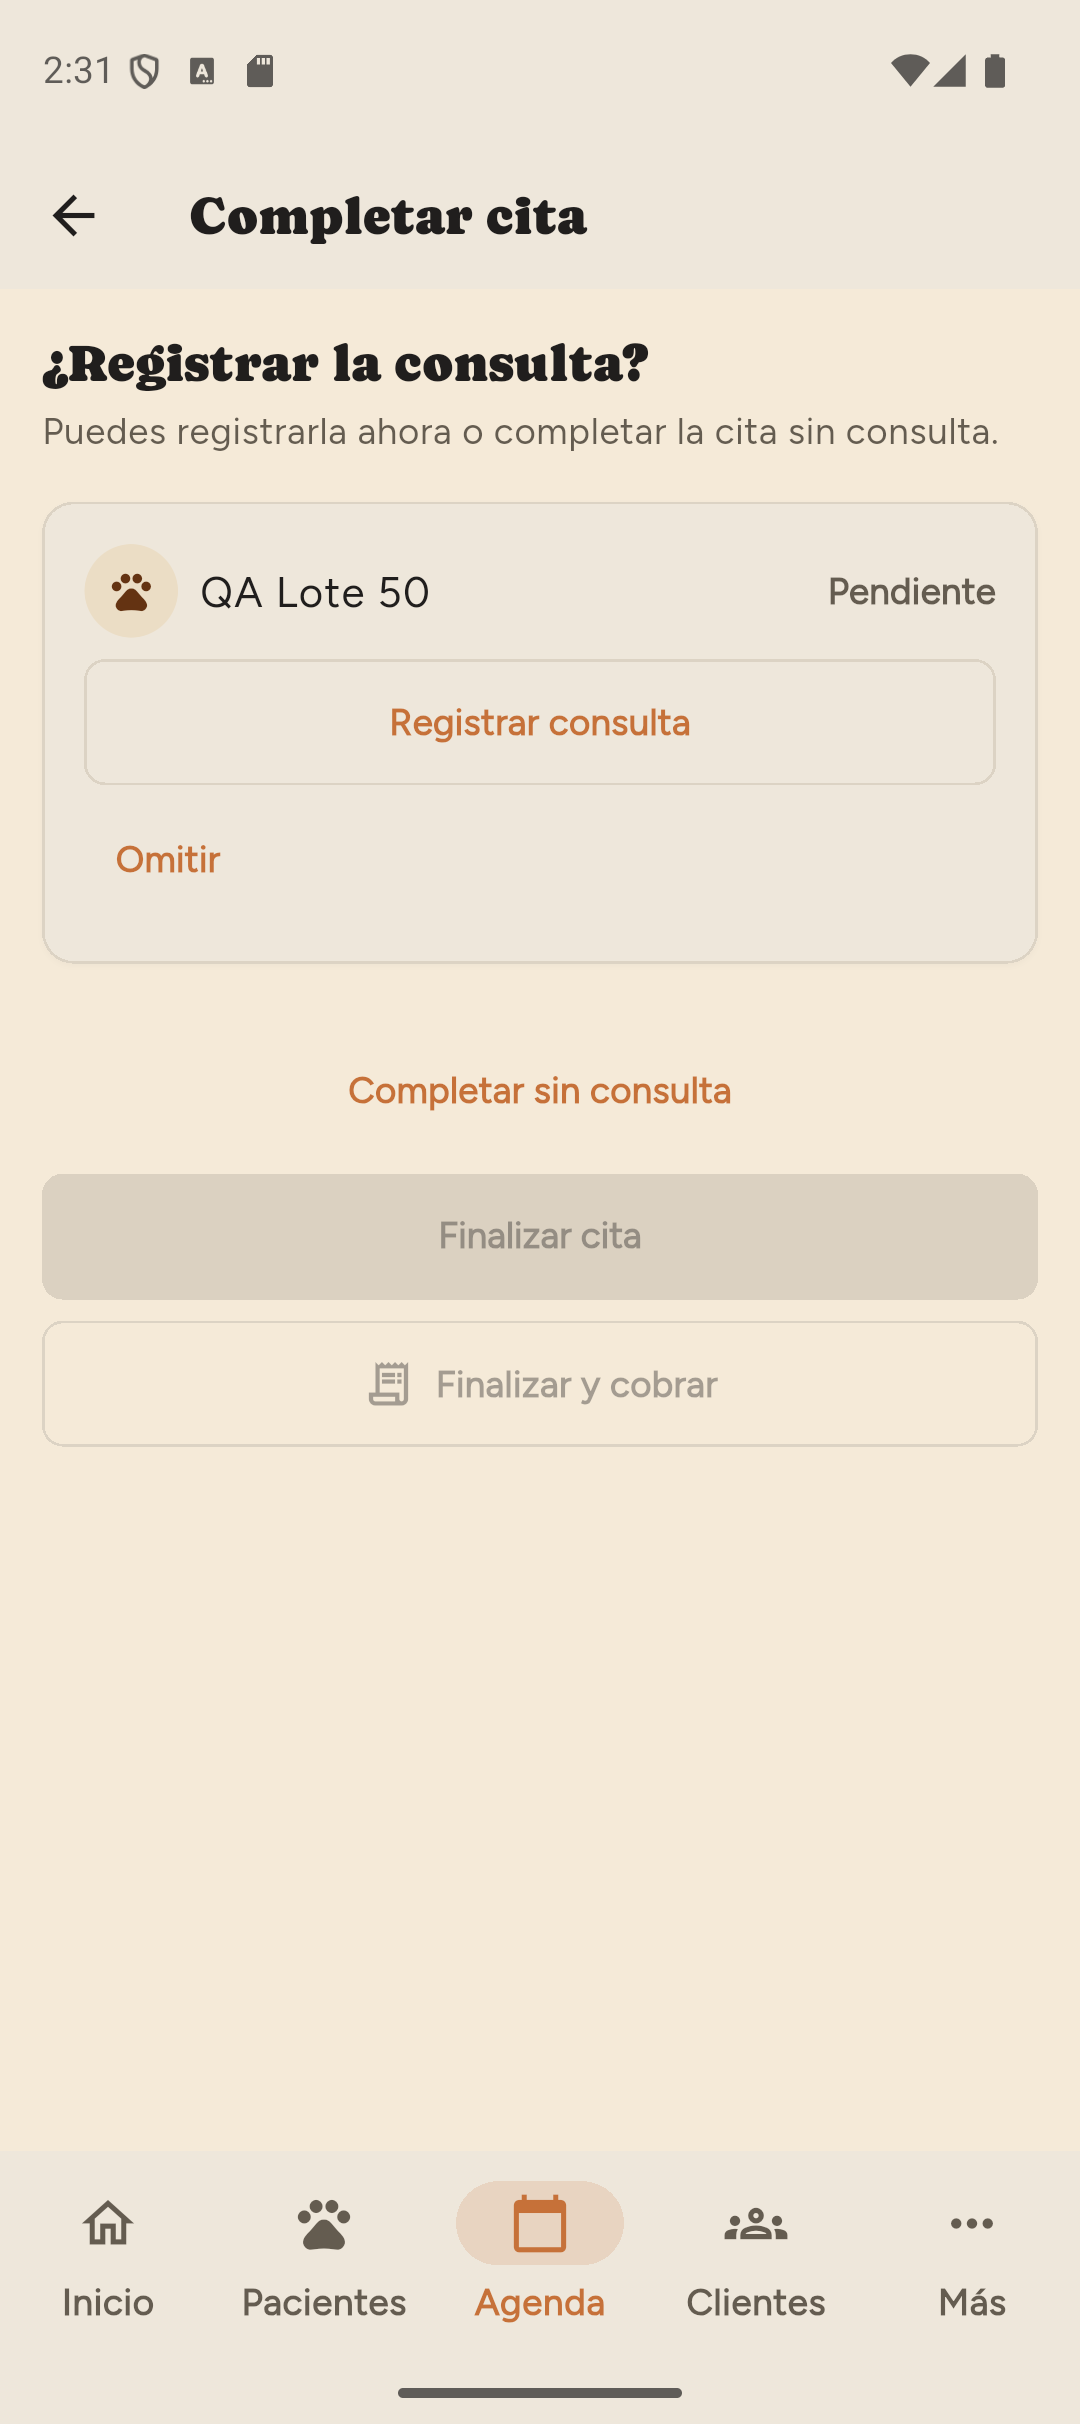 2:31
Completar cita
¿Registrar la consulta?
Puedes registrarla ahora o completar la cita sin consulta.
QA Lote 50
Pendiente
Registrar consulta
Omitir
Completar sin consulta
Finalizar cita
Finalizar y cobrar
Inicio
Pacientes
Agenda
Clientes
Más